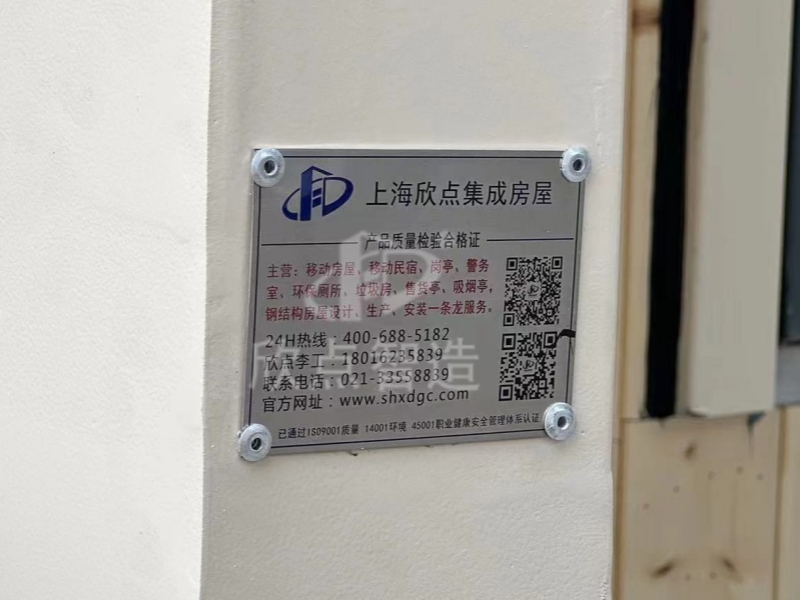 上海欣点集成房屋
产品质量检验合格证
主营：移动房屋、移动民宿、岗亭、警务
室、环保厕所、垃圾房、售货亭、吸烟亭。
钢结构房屋设计、生产、安装一条龙服务。
24H热线：400-688-5182
欣点李工：18016235839
联系电话：021-33558839
官方网址：www.shxdgc.com
已通过ISO9001质量 14001环境 45001职业健康安全管理体系认证
欣点智造